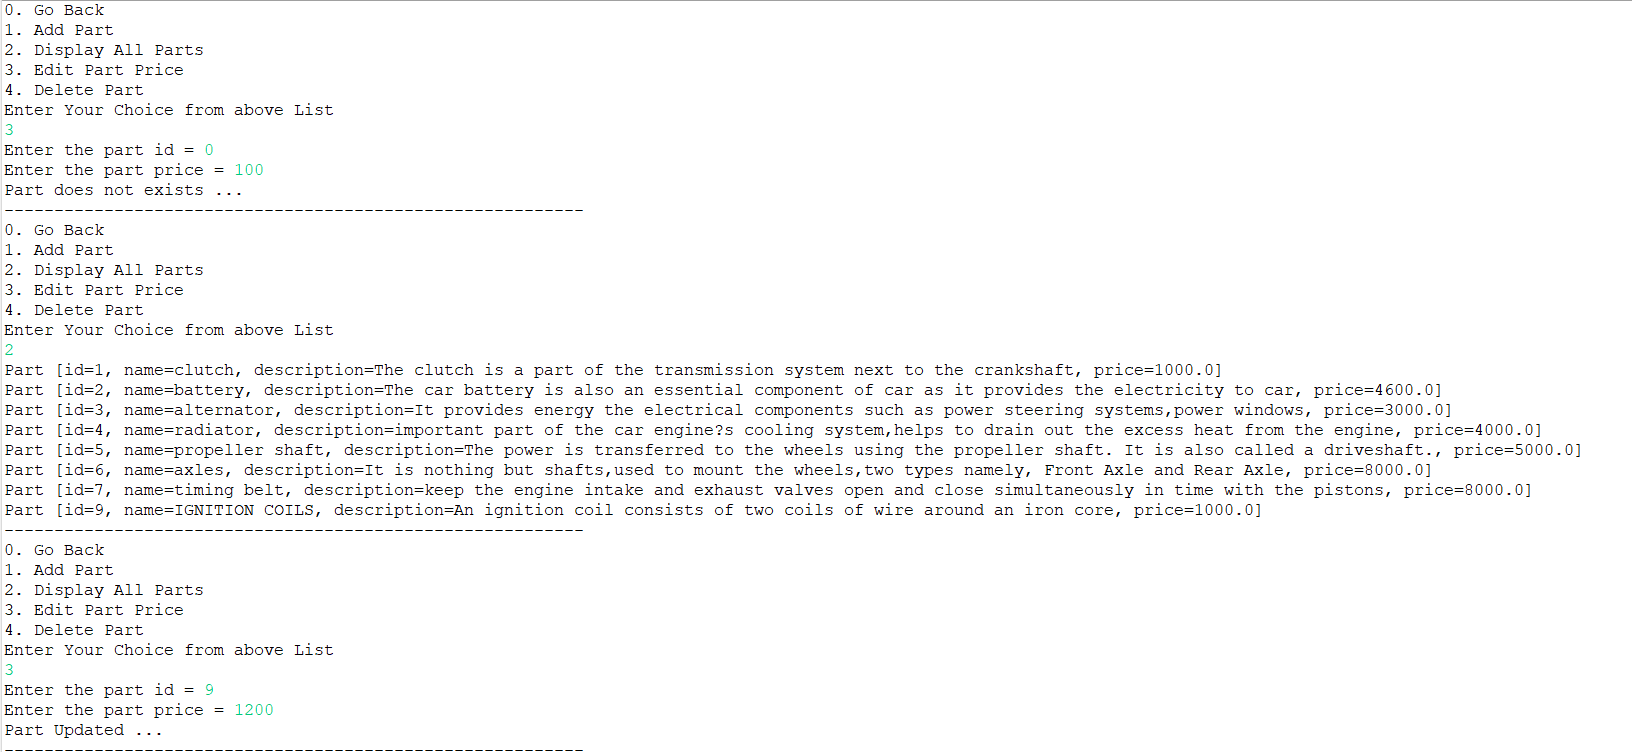 0. Go Back
1. Add Part
2. Display All Parts
3. Edit Part Price
4. Delete Part
Enter Your Choice from above List
3
Enter the part id = 0
Enter the part price = 100
Part does not exists ...
----------------------------------------------------------
0. Go Back
1. Add Part
2. Display All Parts
3. Edit Part Price
4. Delete Part
Enter Your Choice from above List
2
Part [id=1, name=clutch, description=The clutch is a part of the transmission system next to the crankshaft, price=1000.0]
Part [id=2, name=battery, description=The car battery is also an essential component of car as it provides the electricity to car, price=4600.0]
Part [id=3, name=alternator, description=It provides energy the electrical components such as power steering systems,power windows, price=3000.0]
Part [id=4, name=radiator, description=important part of the car engine?s cooling system,helps to drain out the excess heat from the engine, price=4000.0]
Part [id=5, name=propeller shaft, description=The power is transferred to the wheels using the propeller shaft. It is also called a driveshaft., price=5000.0]
Part [id=6, name=axles, description=It is nothing but shafts,used to mount the wheels,two types namely, Front Axle and Rear Axle, price=8000.0]
Part [id=7, name=timing belt, description=keep the engine intake and exhaust valves open and close simultaneously in time with the pistons, price=8000.0]
Part [id=9, name=IGNITION COILS, description=An ignition coil consists of two coils of wire around an iron core, price=1000.0]
----------------------------------------------------------
0. Go Back
1. Add Part
2. Display All Parts
3. Edit Part Price
4. Delete Part
Enter Your Choice from above List
3
Enter the part id = 9
Enter the part price = 1200
Part Updated ...
----------------------------------------------------------